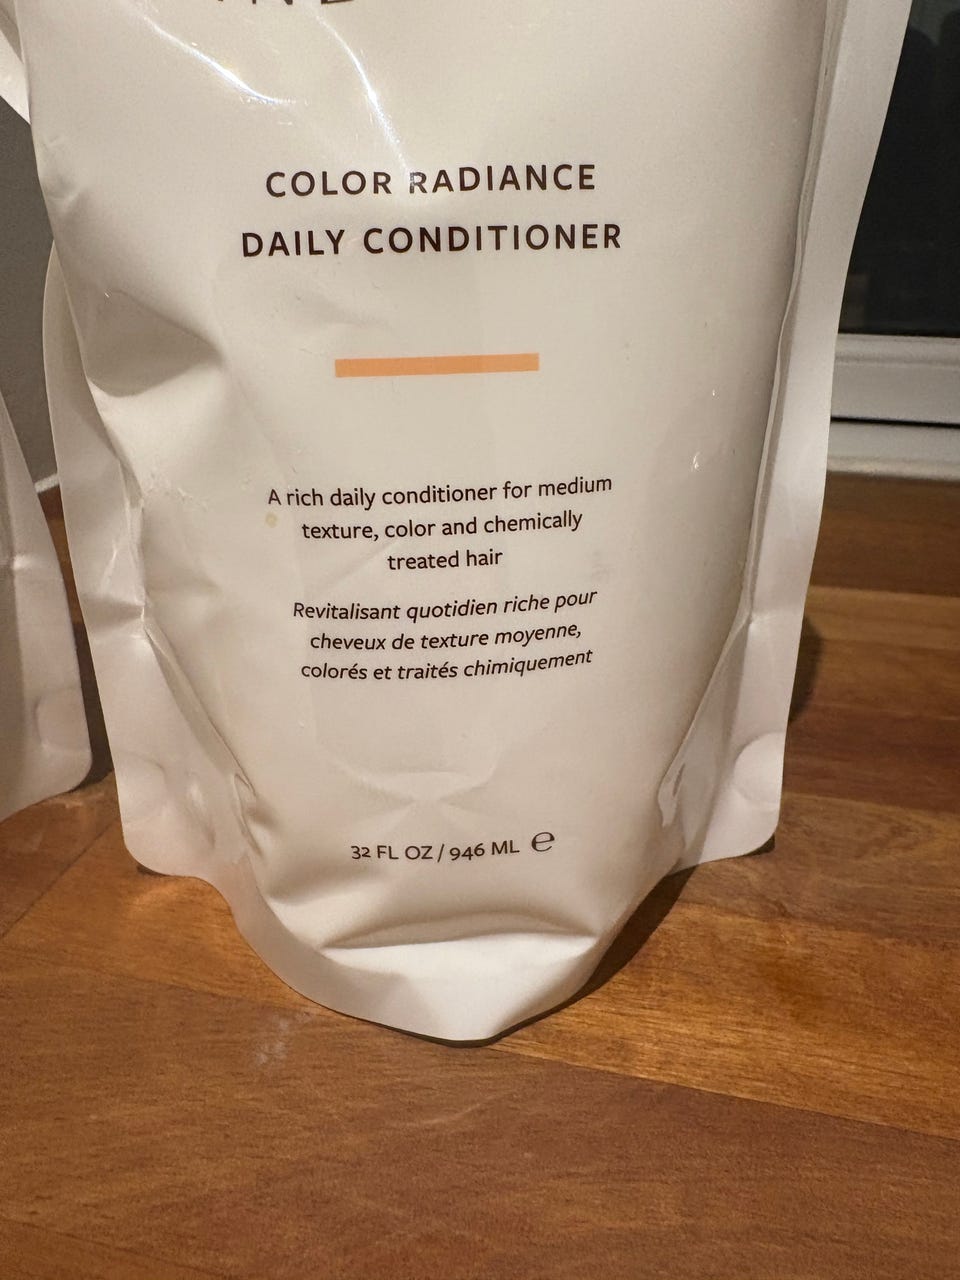 COLOR RADIANCE
DAILY CONDITIONER
A rich daily conditioner for medium
texture, color and chemically
treated hair
Revitalisant quotidien riche pour
cheveux de texture moyenne,
colorés et traités chimiquement
32 FL OZ / 946 ML ℮